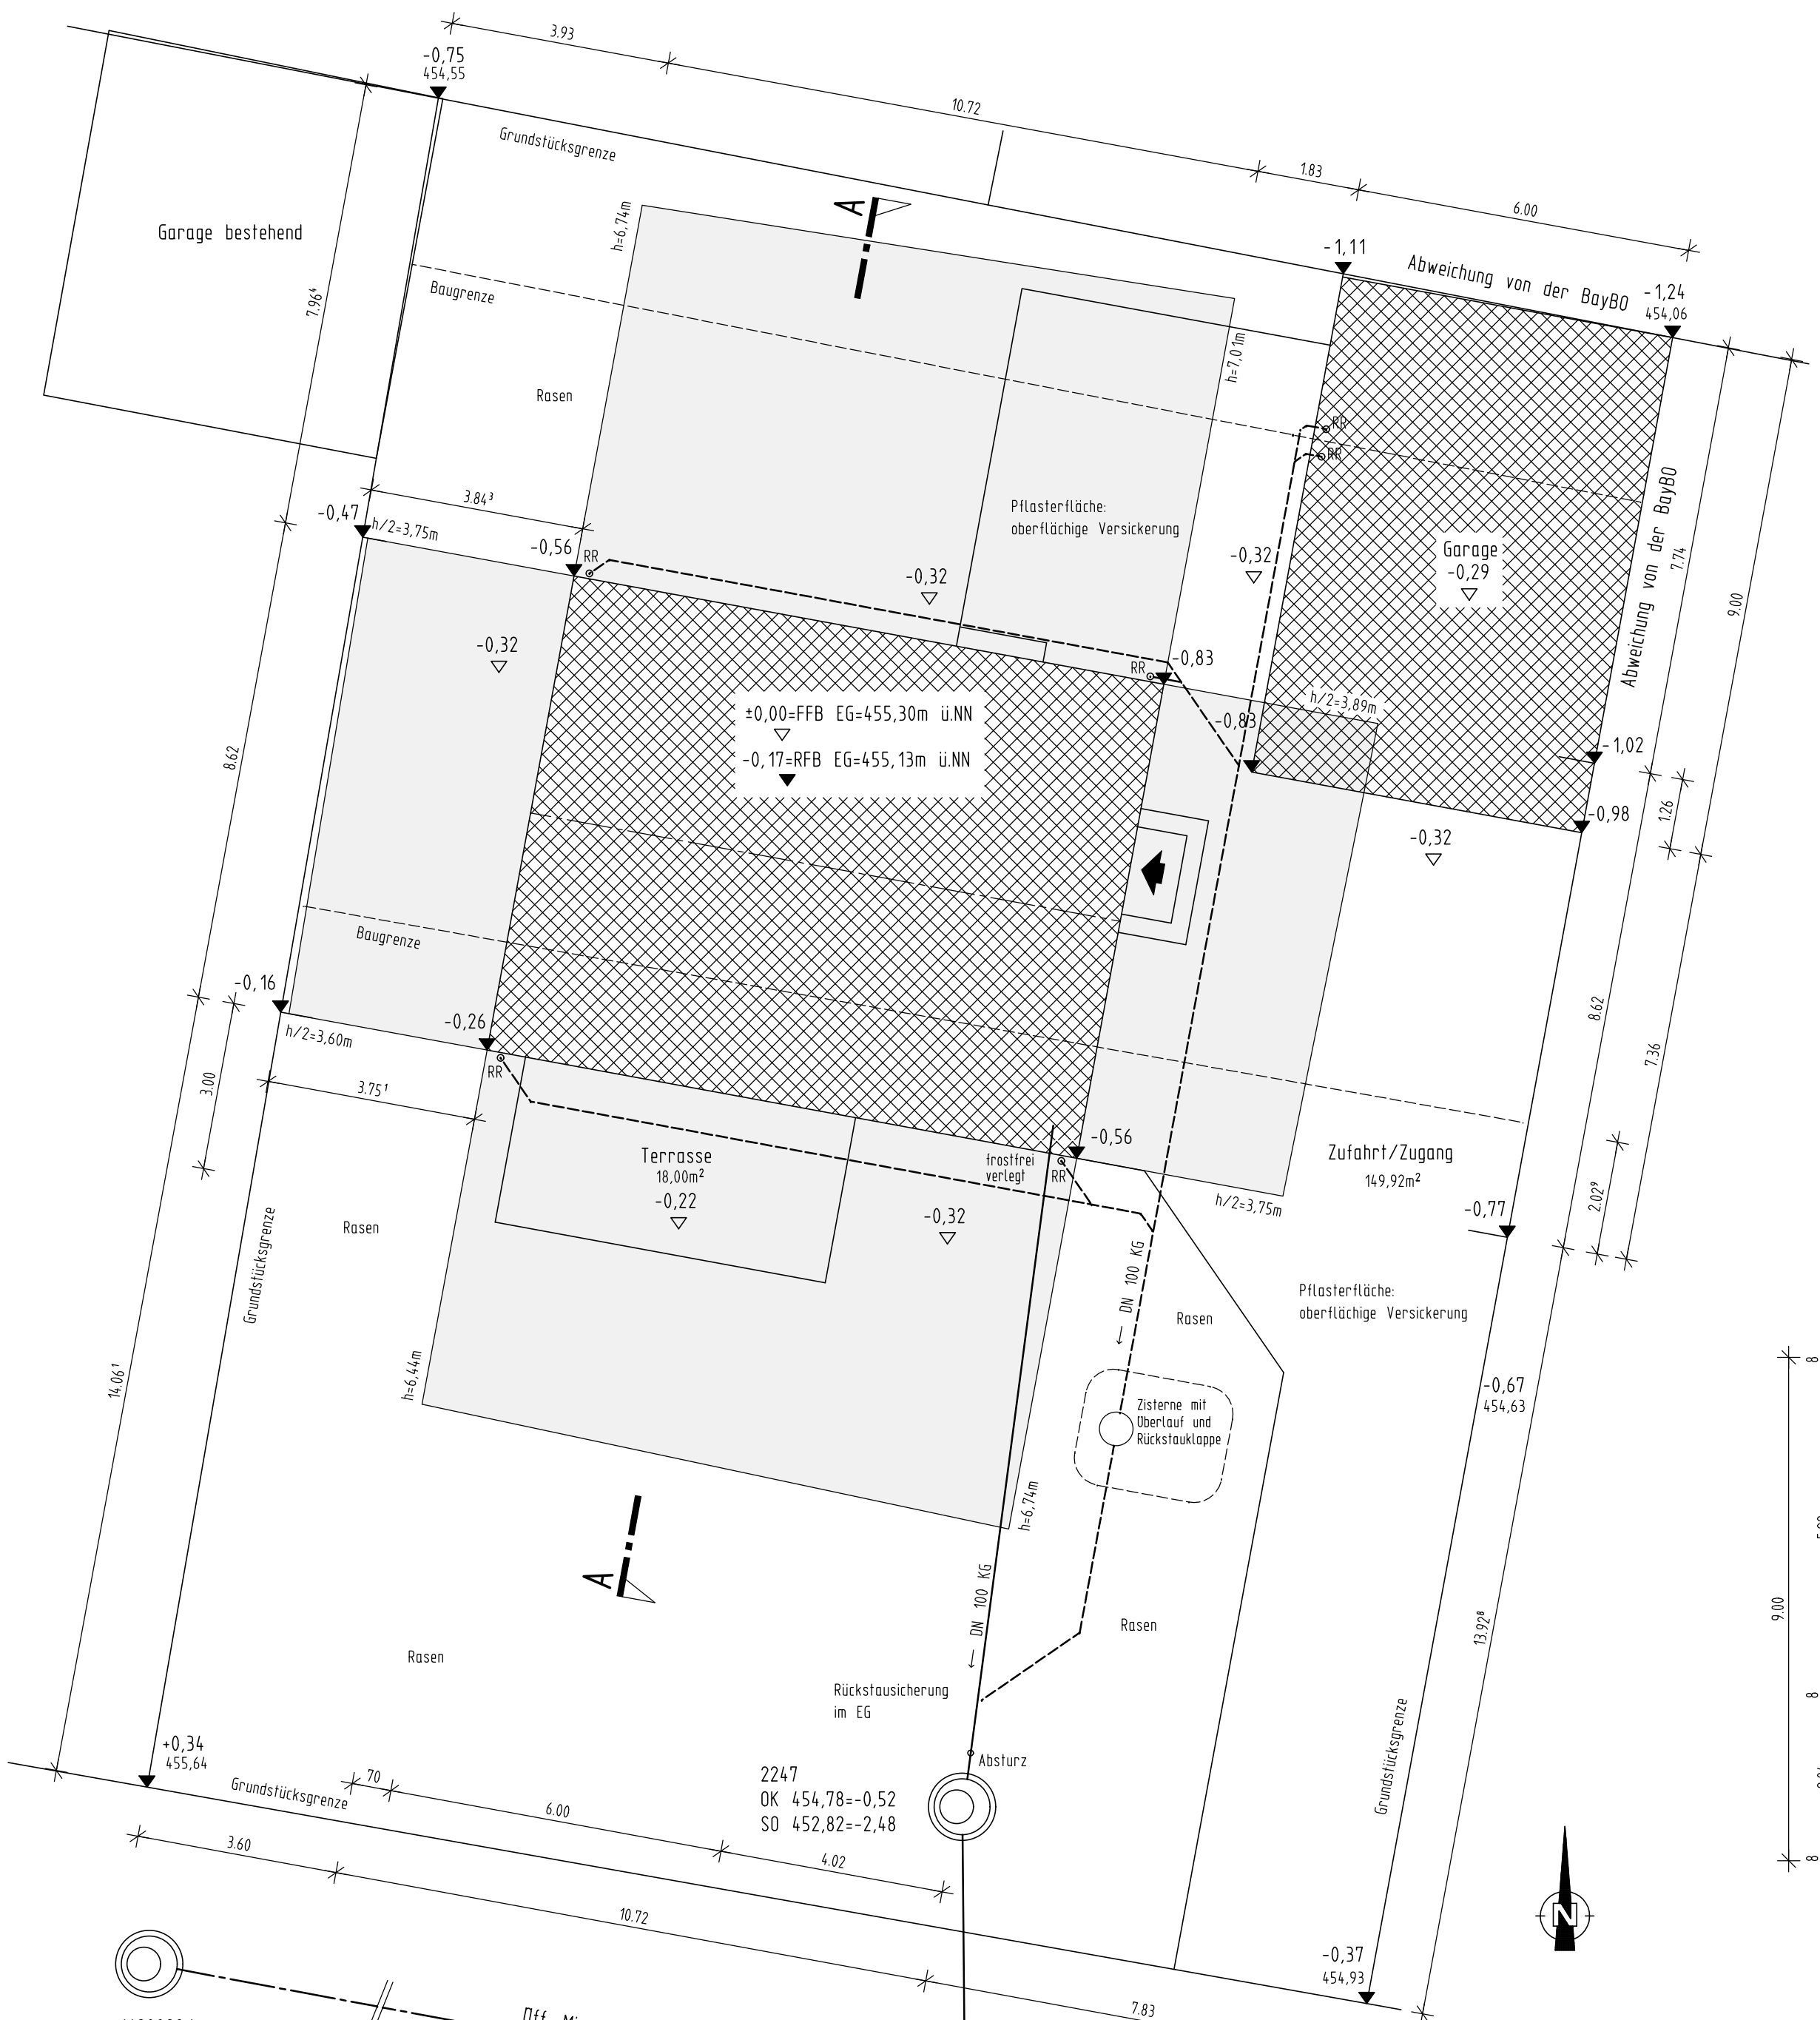 3.93
-0,75
454,55
10.72
Grundstücksgrenze
1.83
6.00
A
h=6,74m
Garage bestehend
-1,11
Abweichung von der BayBO
-1,24
454,06
7.96⁴
Baugrenze
h=7,01m
Rasen
RR
RR
3.84³
-0,47
h/2=3,75m
Pflasterfläche:
oberflächige Versickerung
-0,56
RR
-0,32
-0,32
Garage
-0,29
Abweichung von der BayBO
7.74
9.00
-0,32
RR
-0,83
h/2=3,89m
-0,83
±0,00=FFB EG=455,30m ü.NN
-0,17=RFB EG=455,13m ü.NN
8.62
-1,02
-0,98
1.26
-0,32
Baugrenze
-0,16
-0,26
h/2=3,60m
RR
8.62
7.36
3.00
3.75¹
-0,56
frostfrei
verlegt
RR
Terrasse
18,00m²
-0,22
-0,32
Zufahrt/Zugang
149,92m²
h/2=3,75m
-0,77
2.02⁹
Rasen
Grundstücksgrenze
← DN 100 KG
Rasen
Pflasterfläche:
oberflächige Versickerung
14.06¹
h=6,44m
-0,67
454,63
Zisterne mit
Überlauf und
Rückstauklappe
8
h=6,74m
A
← DN 100 KG
9.00
13.92⁸
Rasen
Rasen
Rückstausicherung
im EG
8
Grundstücksgrenze
+0,34
455,64
Absturz
2247
OK 454,78=-0,52
SO 452,82=-2,48
Grundstücksgrenze
70
6.00
4.02
3.60
10.72
8
N
-0,37
454,93
7.83